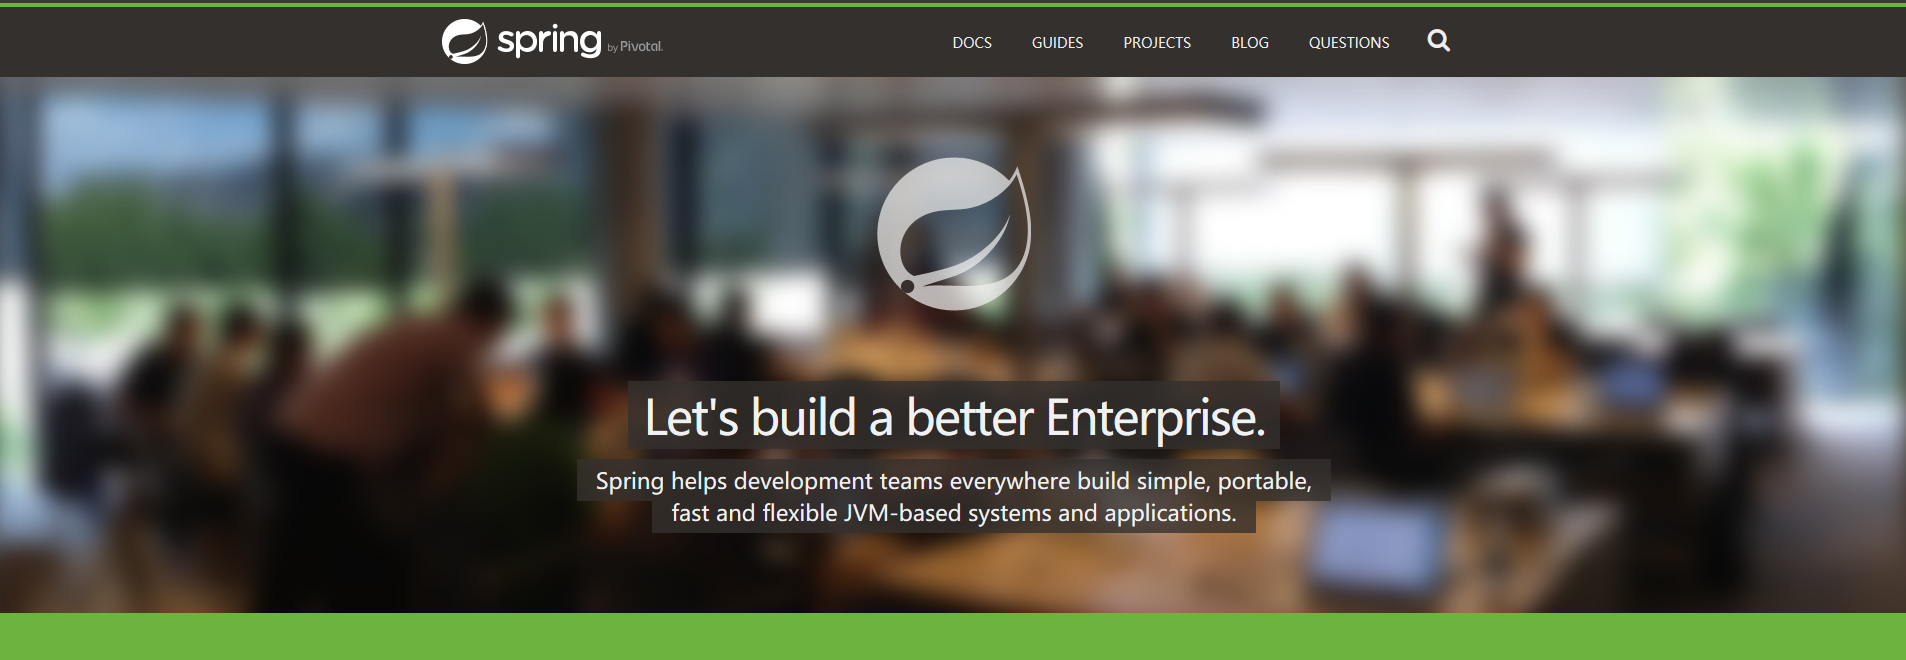 spring by Pivotal.
DOCS GUIDES PROJECTS BLOG QUESTIONS
Let's build a better Enterprise.
Spring helps development teams everywhere build simple, portable,
fast and flexible JVM-based systems and applications.